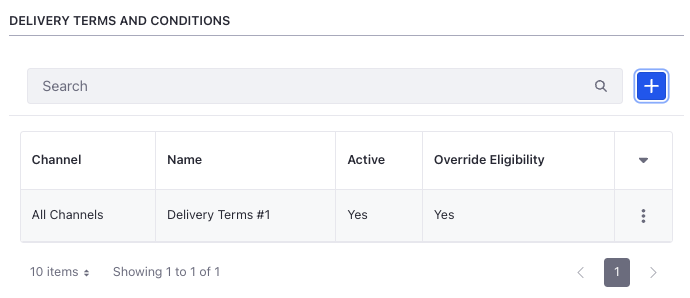 DELIVERY TERMS AND CONDITIONS
Search
Channel Name Active Override Eligibility
All Channels Delivery Terms #1 Yes Yes
10 items Showing 1 to 1 of 1 1